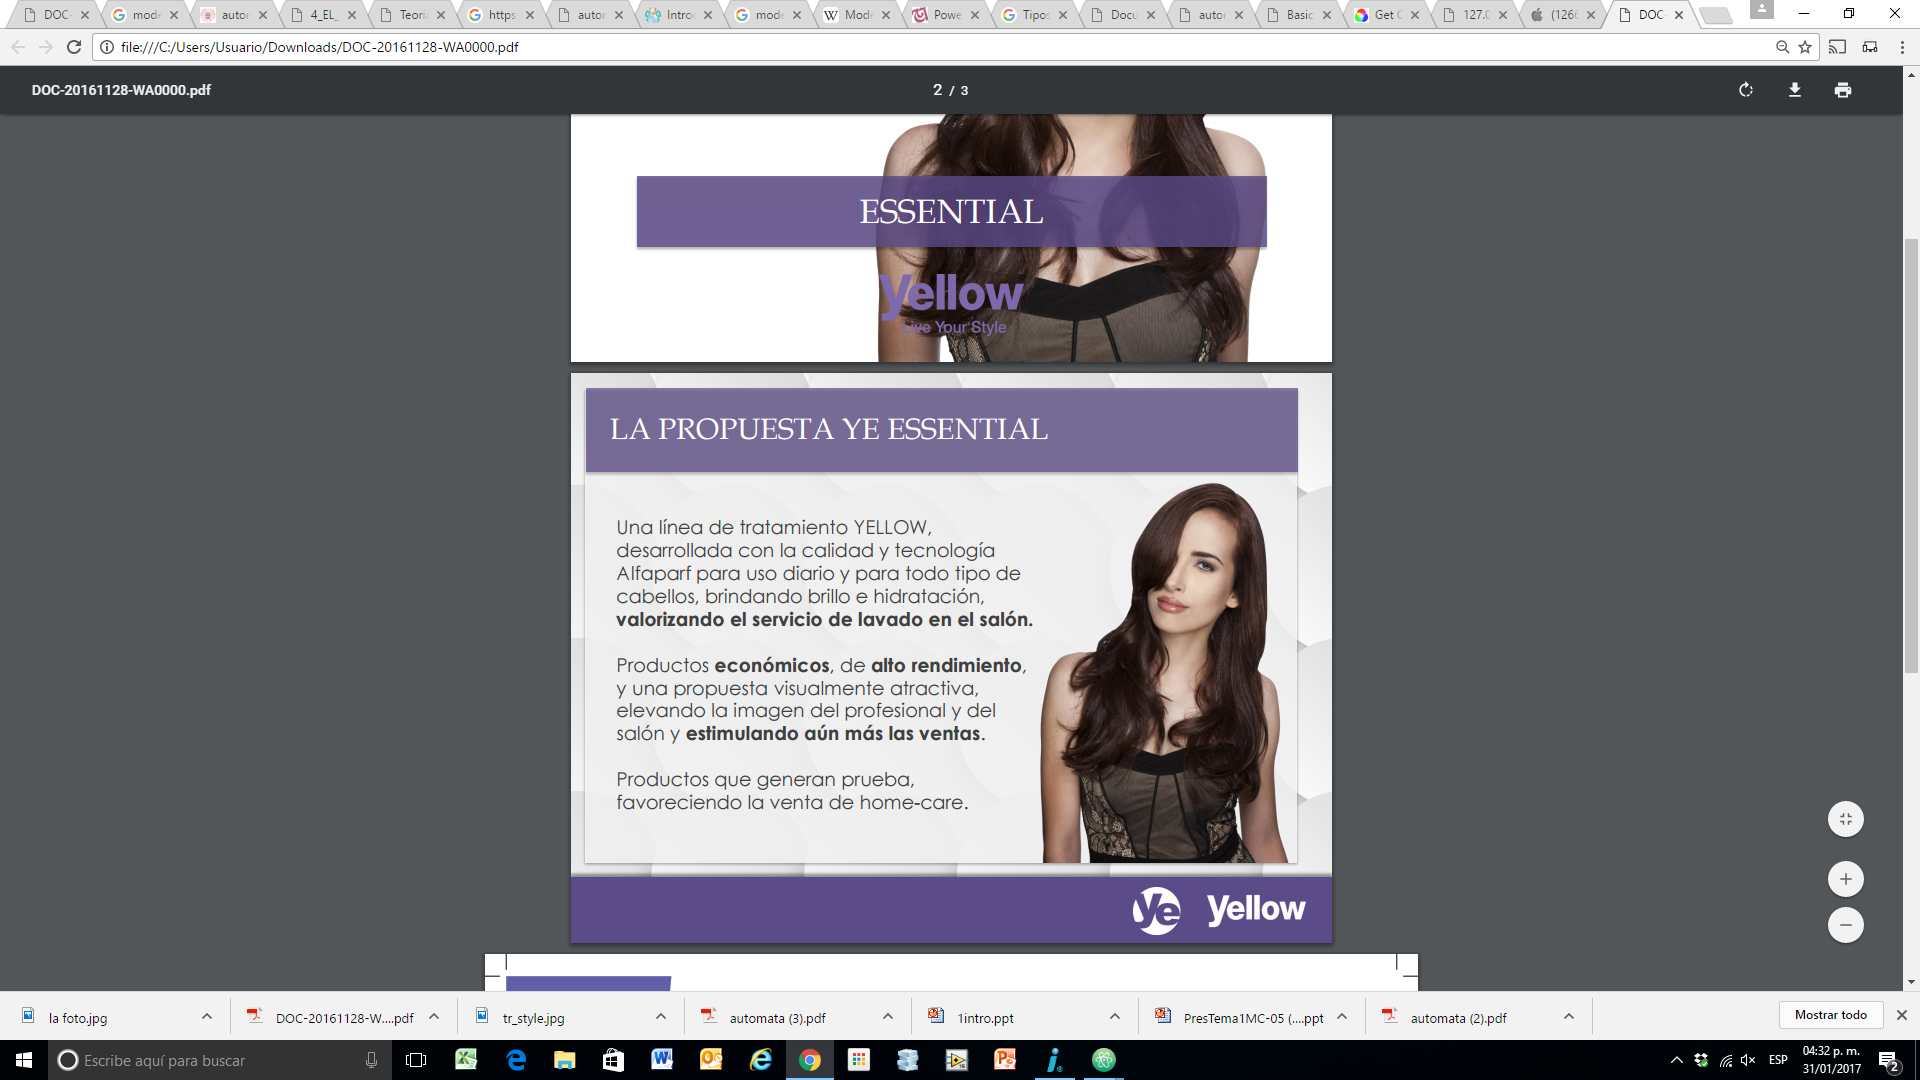 DOC-
mode
autor
4_EL_
Teoría
https
autor
Intro
mode
Mode
Powe
Tipos
Docu
autor
Basic
Get C
127.0
(126
DOC
file:///C:/Users/Usuario/Downloads/DOC-20161128-WA0000.pdf
DOC-20161128-WA0000.pdf
2 / 3
ESSENTIAL
yellow
Live Your Style
LA PROPUESTA YE ESSENTIAL
Una línea de tratamiento YELLOW,
desarrollada con la calidad y tecnología
Alfaparf para uso diario y para todo tipo de
cabellos, brindando brillo e hidratación,
valorizando el servicio de lavado en el salón.
Productos económicos, de alto rendimiento,
y una propuesta visualmente atractiva,
elevando la imagen del profesional y del
salón y estimulando aún más las ventas.
Productos que generan prueba,
favoreciendo la venta de home-care.
Ye yellow
la foto.jpg
DOC-20161128-W....pdf
tr_style.jpg
automata (3).pdf
1intro.ppt
PresTema1MC-05 (....ppt
automata (2).pdf
Mostrar todo
Escribe aquí para buscar
ESP
04:32 p. m.
31/01/2017
2